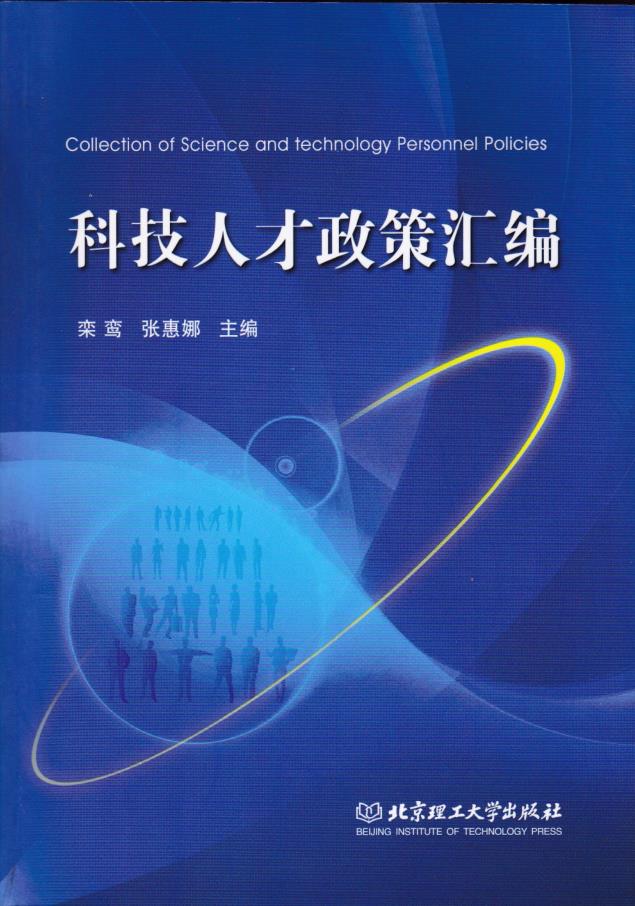 Collection of Science and technology Personnel Policies
科技人才政策汇编
栾鸾 张惠娜 主编
北京理工大学出版社
BEIJING INSTITUTE OF TECHNOLOGY PRESS